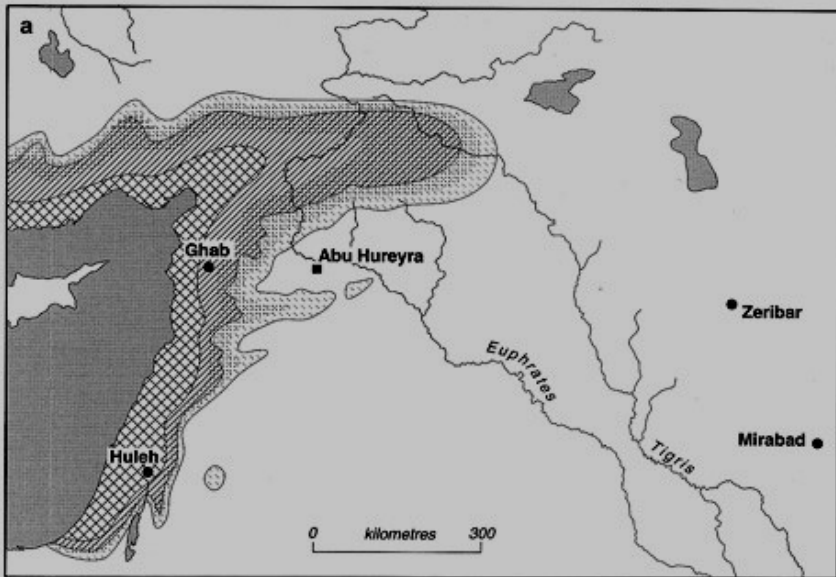 a
Ghab
Abu Hureyra
Zeribar
Euphrates
Mirabad
Huleh
Tigris
0 kilometres 300